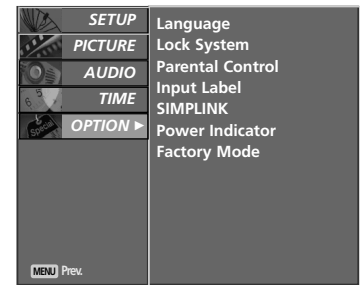 SETUP
PICTURE
AUDIO
TIME
OPTION ►
Language
Lock System
Parental Control
Input Label
SIMPLINK
Power Indicator
Factory Mode
MENU Prev.